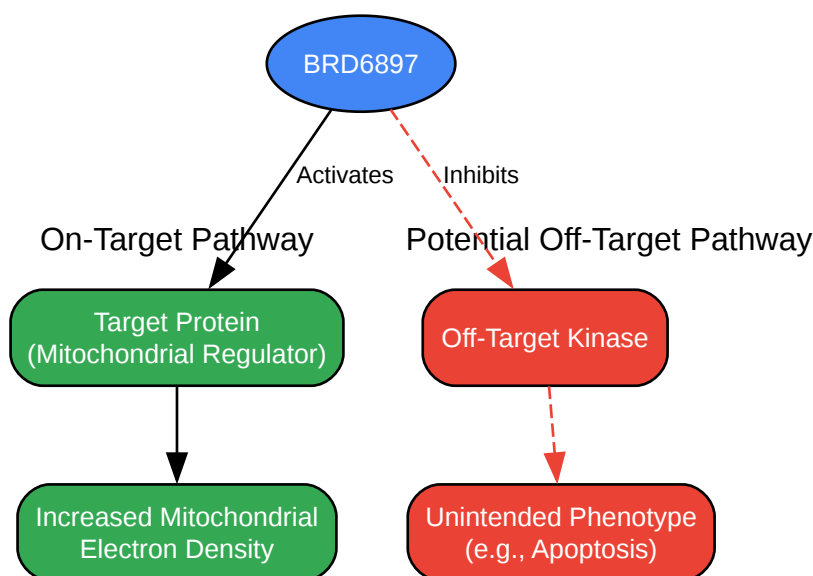 BRD6897
Activates
Inhibits
On-Target Pathway
Potential Off-Target Pathway
Target Protein
(Mitochondrial Regulator)
Off-Target Kinase
Increased Mitochondrial
Electron Density
Unintended Phenotype
(e.g., Apoptosis)